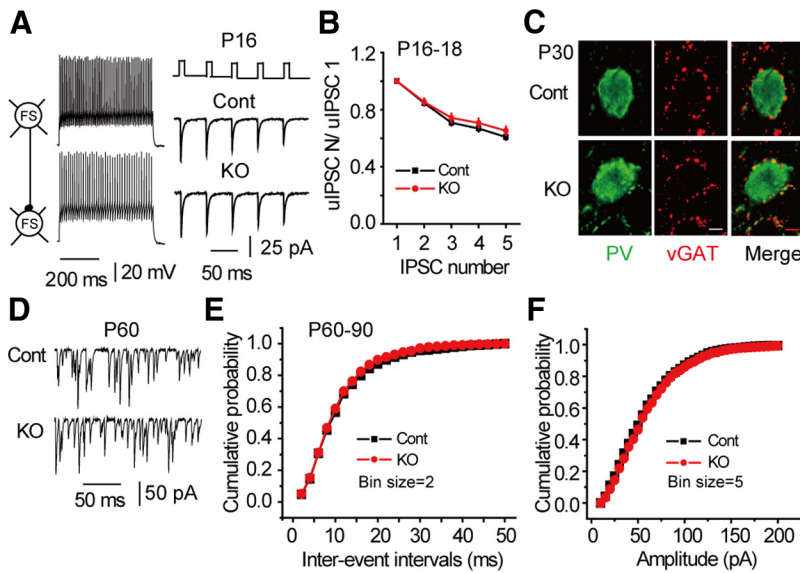 A
P16
FS
FS
Cont
KO
200 ms
20 mV
50 ms
25 pA
B
P16-18
uIPSC N/ uIPSC 1
1.2
0.9
0.6
0.3
0.0
Cont
KO
1 2 3 4 5
IPSC number
C
P30
Cont
KO
PV
vGAT
Merge
D
P60
Cont
KO
50 ms
50 pA
E
P60-90
Cumulative probability
1.0
0.8
0.6
0.4
0.2
0.0
Cont
KO
Bin size=2
0 10 20 30 40 50
Inter-event intervals (ms)
F
Cumulative probability
1.0
0.8
0.6
0.4
0.2
0.0
Cont
KO
Bin size=5
0 50 100 150 200
Amplitude (pA)